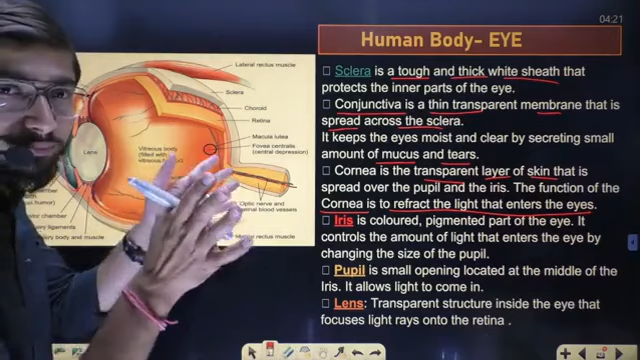 04:21
Human Body- EYE
Sclera is a tough and thick white sheath that
protects the inner parts of the eye.
Conjunctiva is a thin transparent membrane that is
spread across the sclera.
It keeps the eyes moist and clear by secreting small
amount of mucus and tears.
Cornea is the transparent layer of skin that is
spread over the pupil and the iris. The function of the
Cornea is to refract the light that enters the eyes.
Iris is coloured, pigmented part of the eye. It
controls the amount of light that enters the eye by
changing the size of the pupil.
Pupil is small opening located at the middle of the
Iris. It allows light to come in.
Lens: Transparent structure inside the eye that
focuses light rays onto the retina .
Lateral rectus muscle
Sclera
Choroid
Retina
Macula lutea
Fovea centralis
(central depression)
Lens
Vitreous body
(filled with
Optic nerve and
blood vessels
rectus muscle
chamber
ligaments
body and muscle